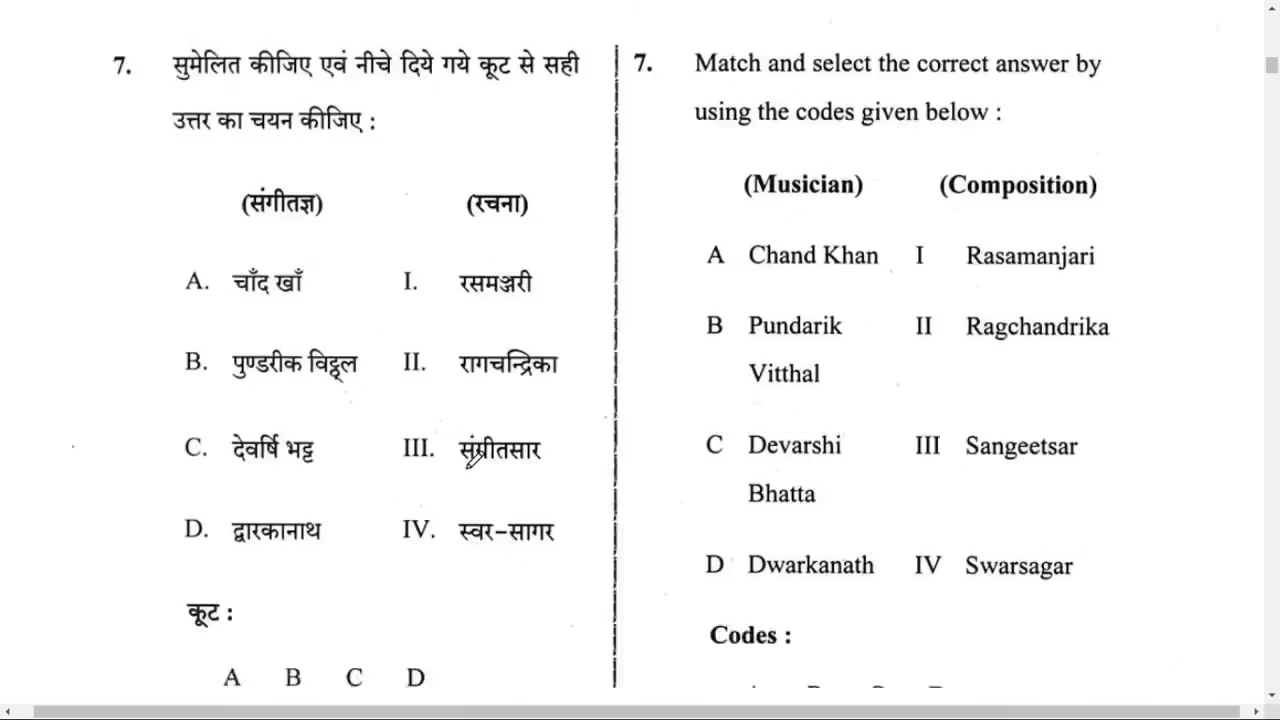 7. सुमेलित कीजिए एवं नीचे दिये गये कूट से सही
उत्तर का चयन कीजिए :
(संगीतज्ञ) (रचना)
A. चाँद खाँ I. रसमञ्जरी
B. पुण्डरीक विठ्ठल II. रागचन्द्रिका
C. देवर्षि भट्ट III. संगीतसार
D. द्वारकानाथ IV. स्वर-सागर
कूट :
A B C D
7. Match and select the correct answer by
using the codes given below :
(Musician) (Composition)
A Chand Khan I Rasamanjari
B Pundarik II Ragchandrika
Vitthal
C Devarshi III Sangeetsar
Bhatta
D Dwarkanath IV Swarsagar
Codes :